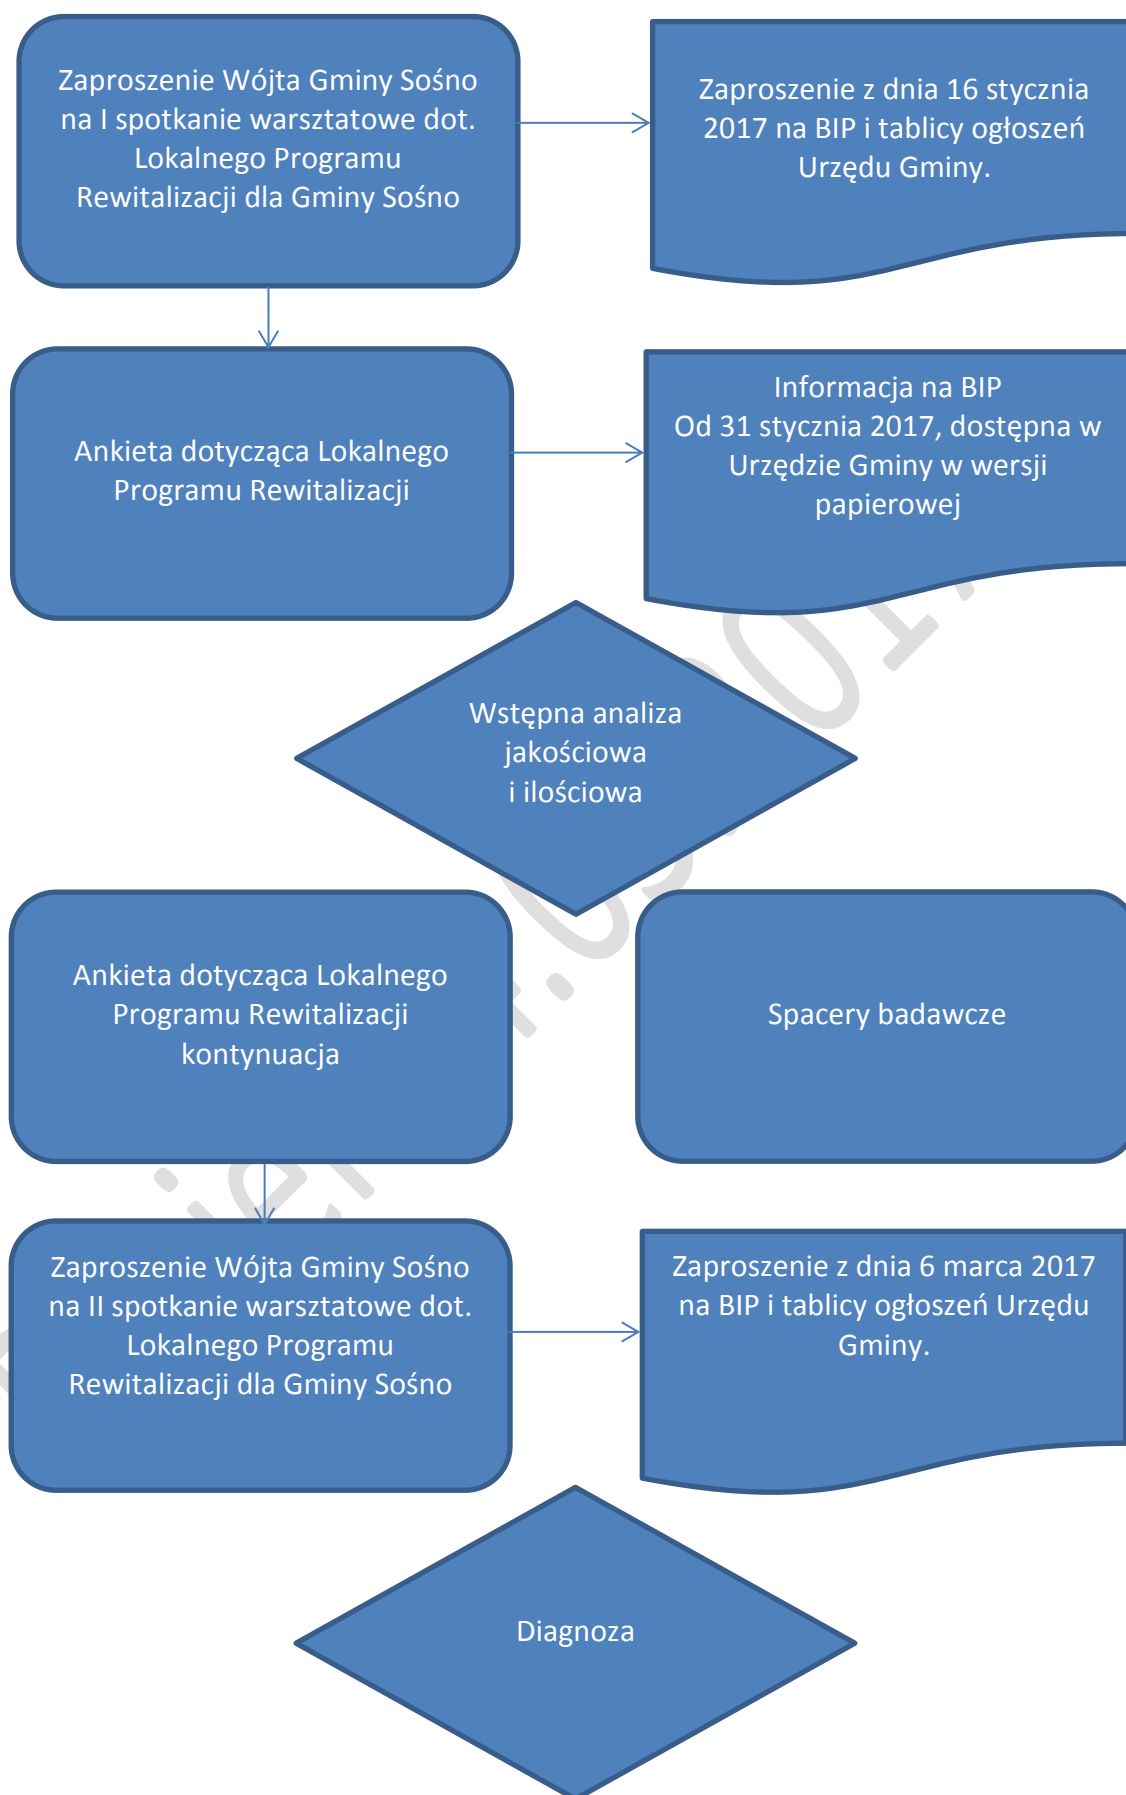 Zaproszenie Wójta Gminy Sośno
na I spotkanie warsztatowe dot.
Lokalnego Programu
Rewitalizacji dla Gminy Sośno
Zaproszenie z dnia 16 stycznia
2017 na BIP i tablicy ogłoszeń
Urzędu Gminy.
Ankieta dotycząca Lokalnego
Programu Rewitalizacji
Informacja na BIP
Od 31 stycznia 2017, dostępna w
Urzędzie Gminy w wersji
papierowej
Wstępna analiza
jakościowa
i ilościowa
Ankieta dotycząca Lokalnego
Programu Rewitalizacji
kontynuacja
Spacery badawcze
Zaproszenie Wójta Gminy Sośno
na II spotkanie warsztatowe dot.
Lokalnego Programu
Rewitalizacji dla Gminy Sośno
Zaproszenie z dnia 6 marca 2017
na BIP i tablicy ogłoszeń Urzędu
Gminy.
Diagnoza